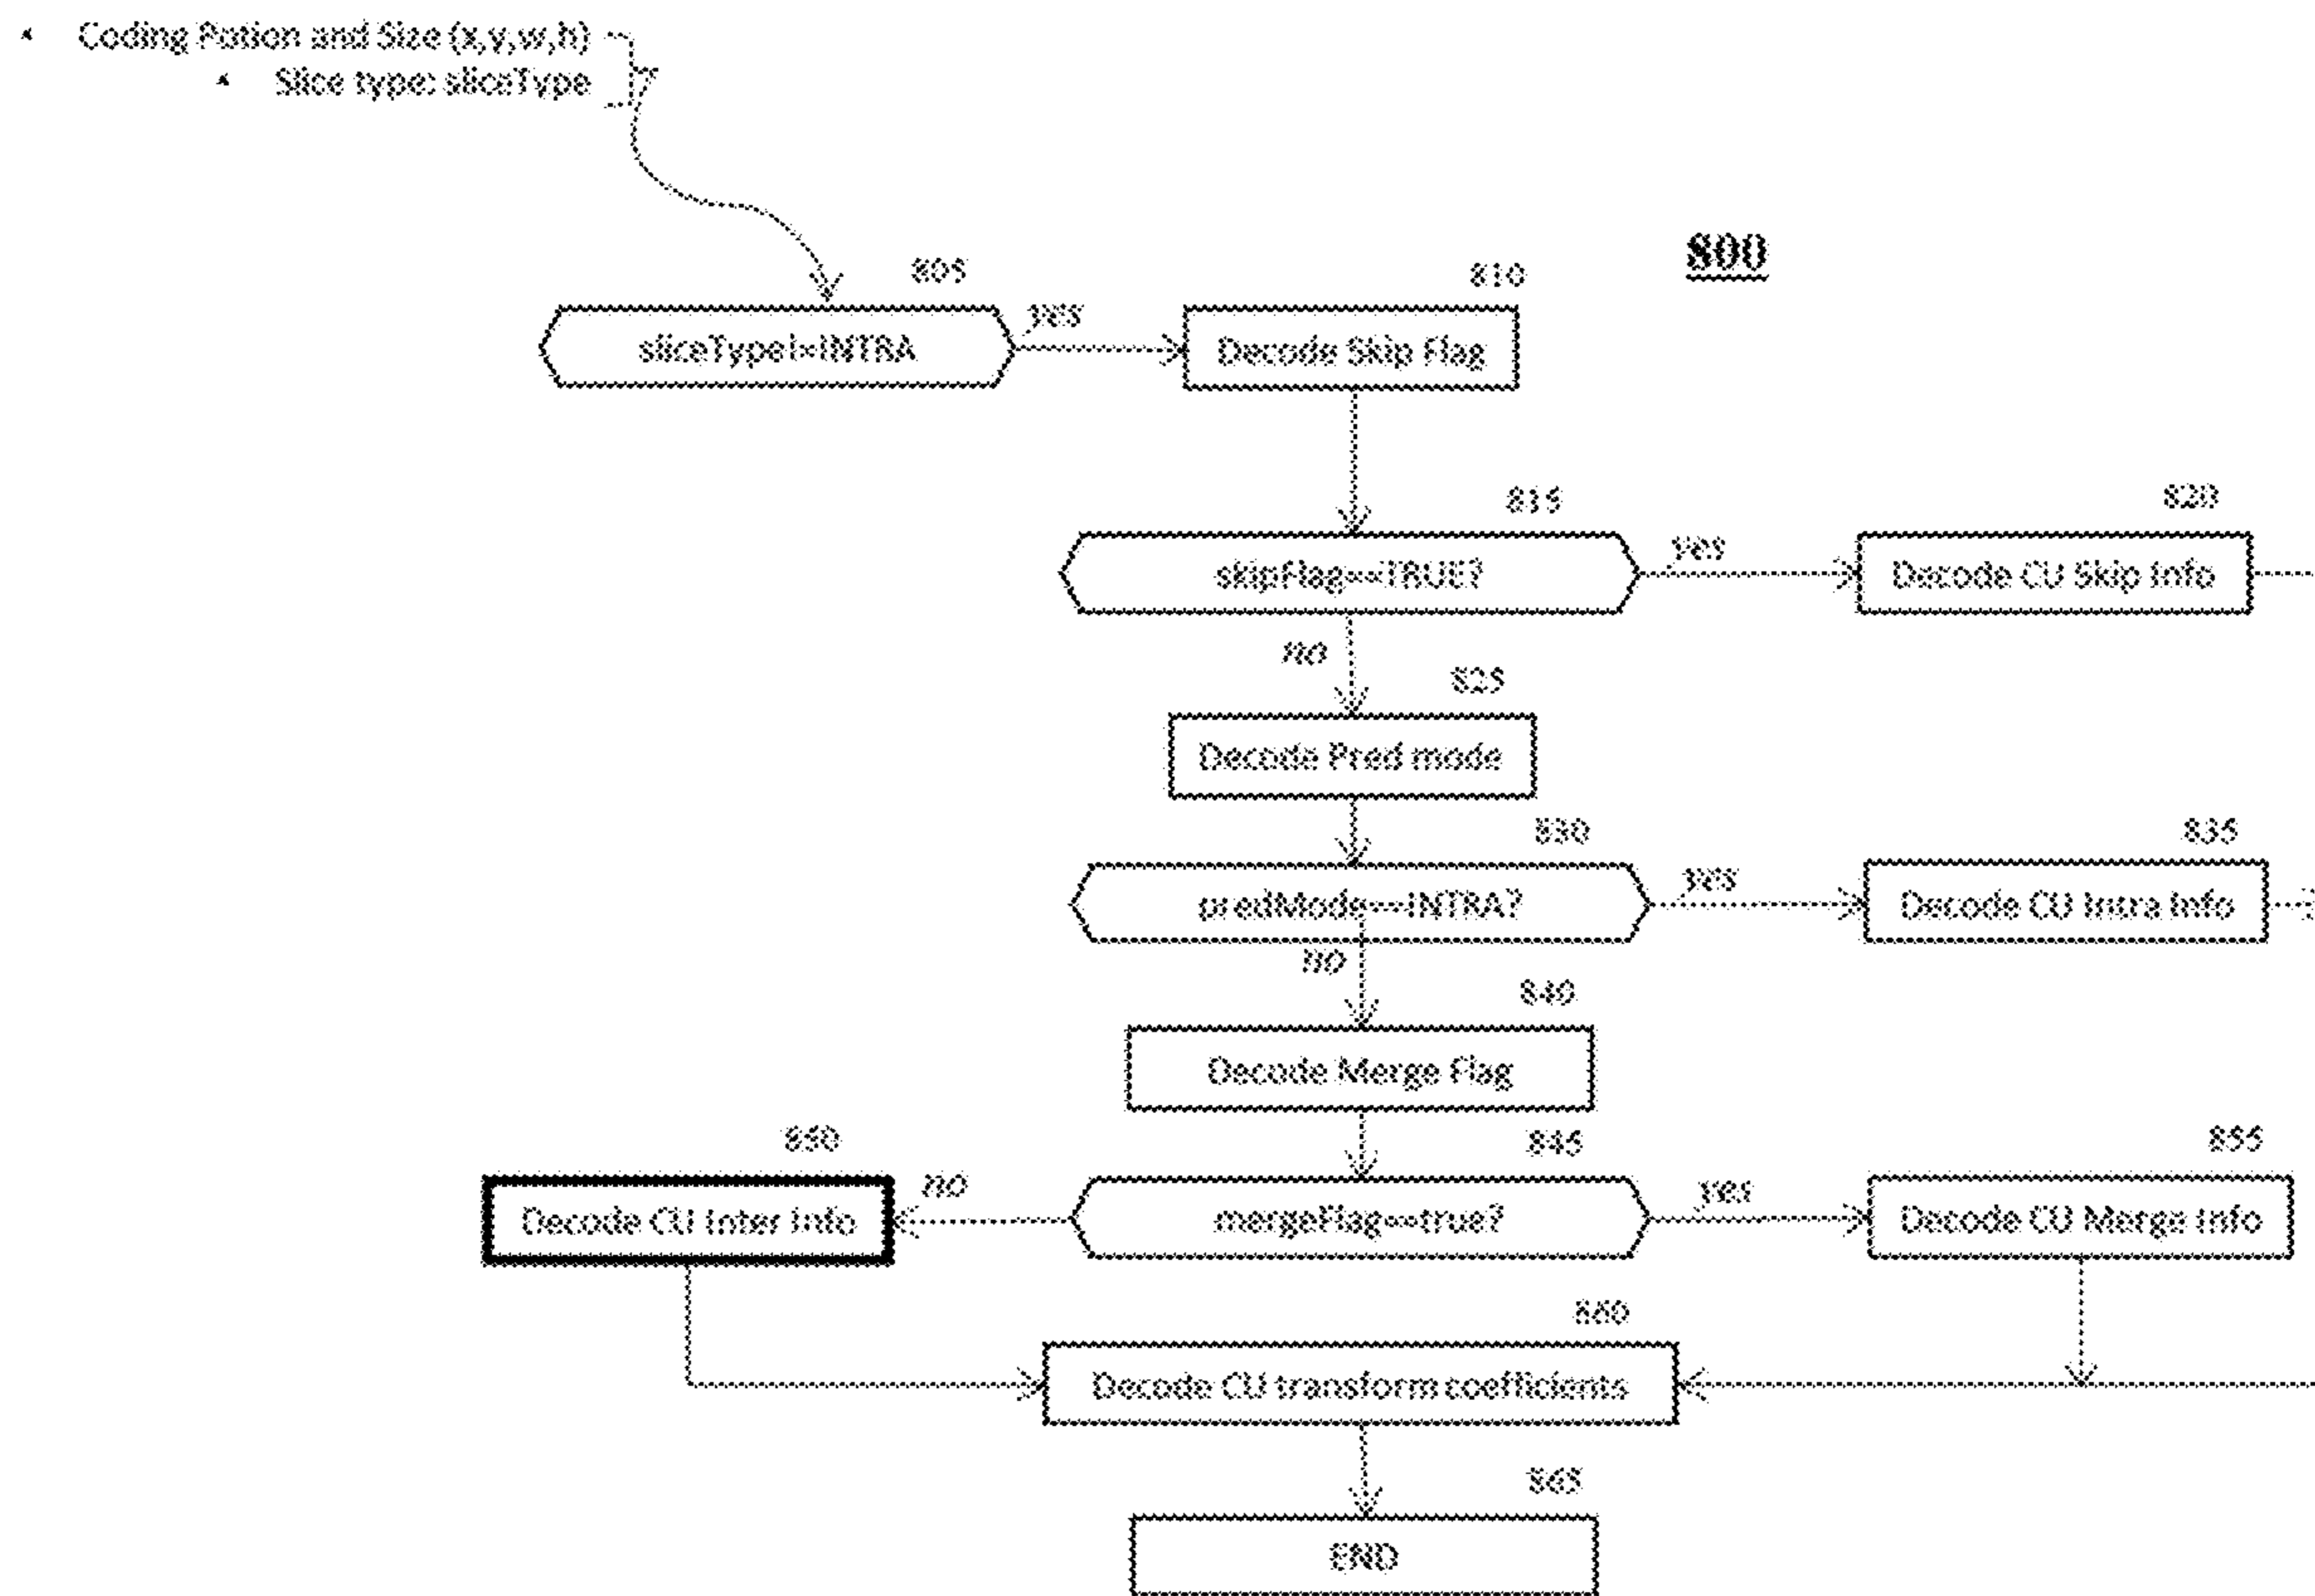 Coding Potion and Size (x,y,w,h)
Slice type: sliceType
800
805
sliceType!=INTRA
yes
810
Decode Skip Flag
815
skipFlag==TRUE?
yes
820
Decode CU Skip Info
no
825
Decode Pred mode
830
predMode==INTRA?
yes
835
Decode CU Intra Info
no
840
Decode Merge Flag
850
Decode CU Inter Info
no
845
mergeFlag==true?
yes
855
Decode CU Merge Info
860
Decode CU transform coefficients
865
END